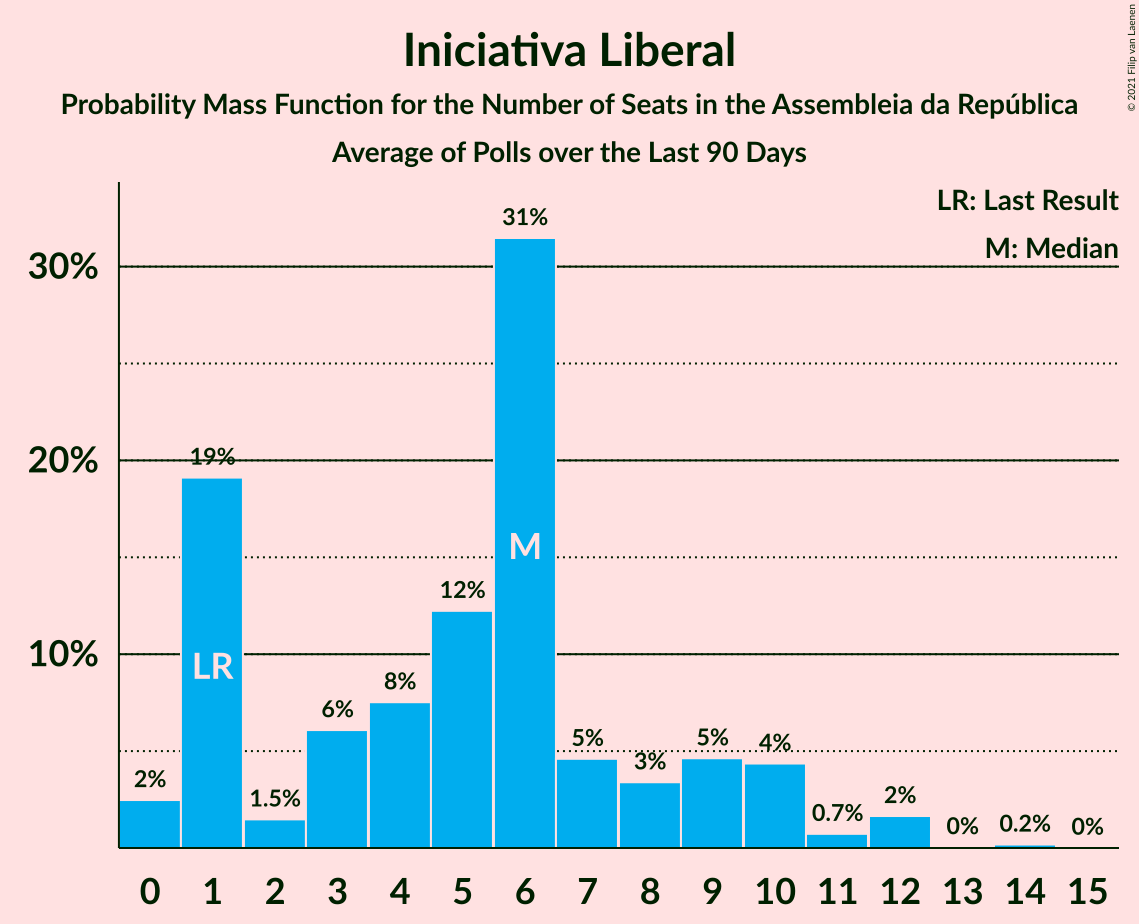 Iniciativa Liberal
Probability Mass Function for the Number of Seats in the Assembleia da República
Average of Polls over the Last 90 Days
© 2021 Filip van Laenen
LR: Last Result
M: Median
30%
20%
10%
2%
19%
1.5%
6%
8%
12%
31%
5%
3%
5%
4%
0.7%
2%
0%
0.2%
0%
LR
M
0 1 2 3 4 5 6 7 8 9 10 11 12 13 14 15